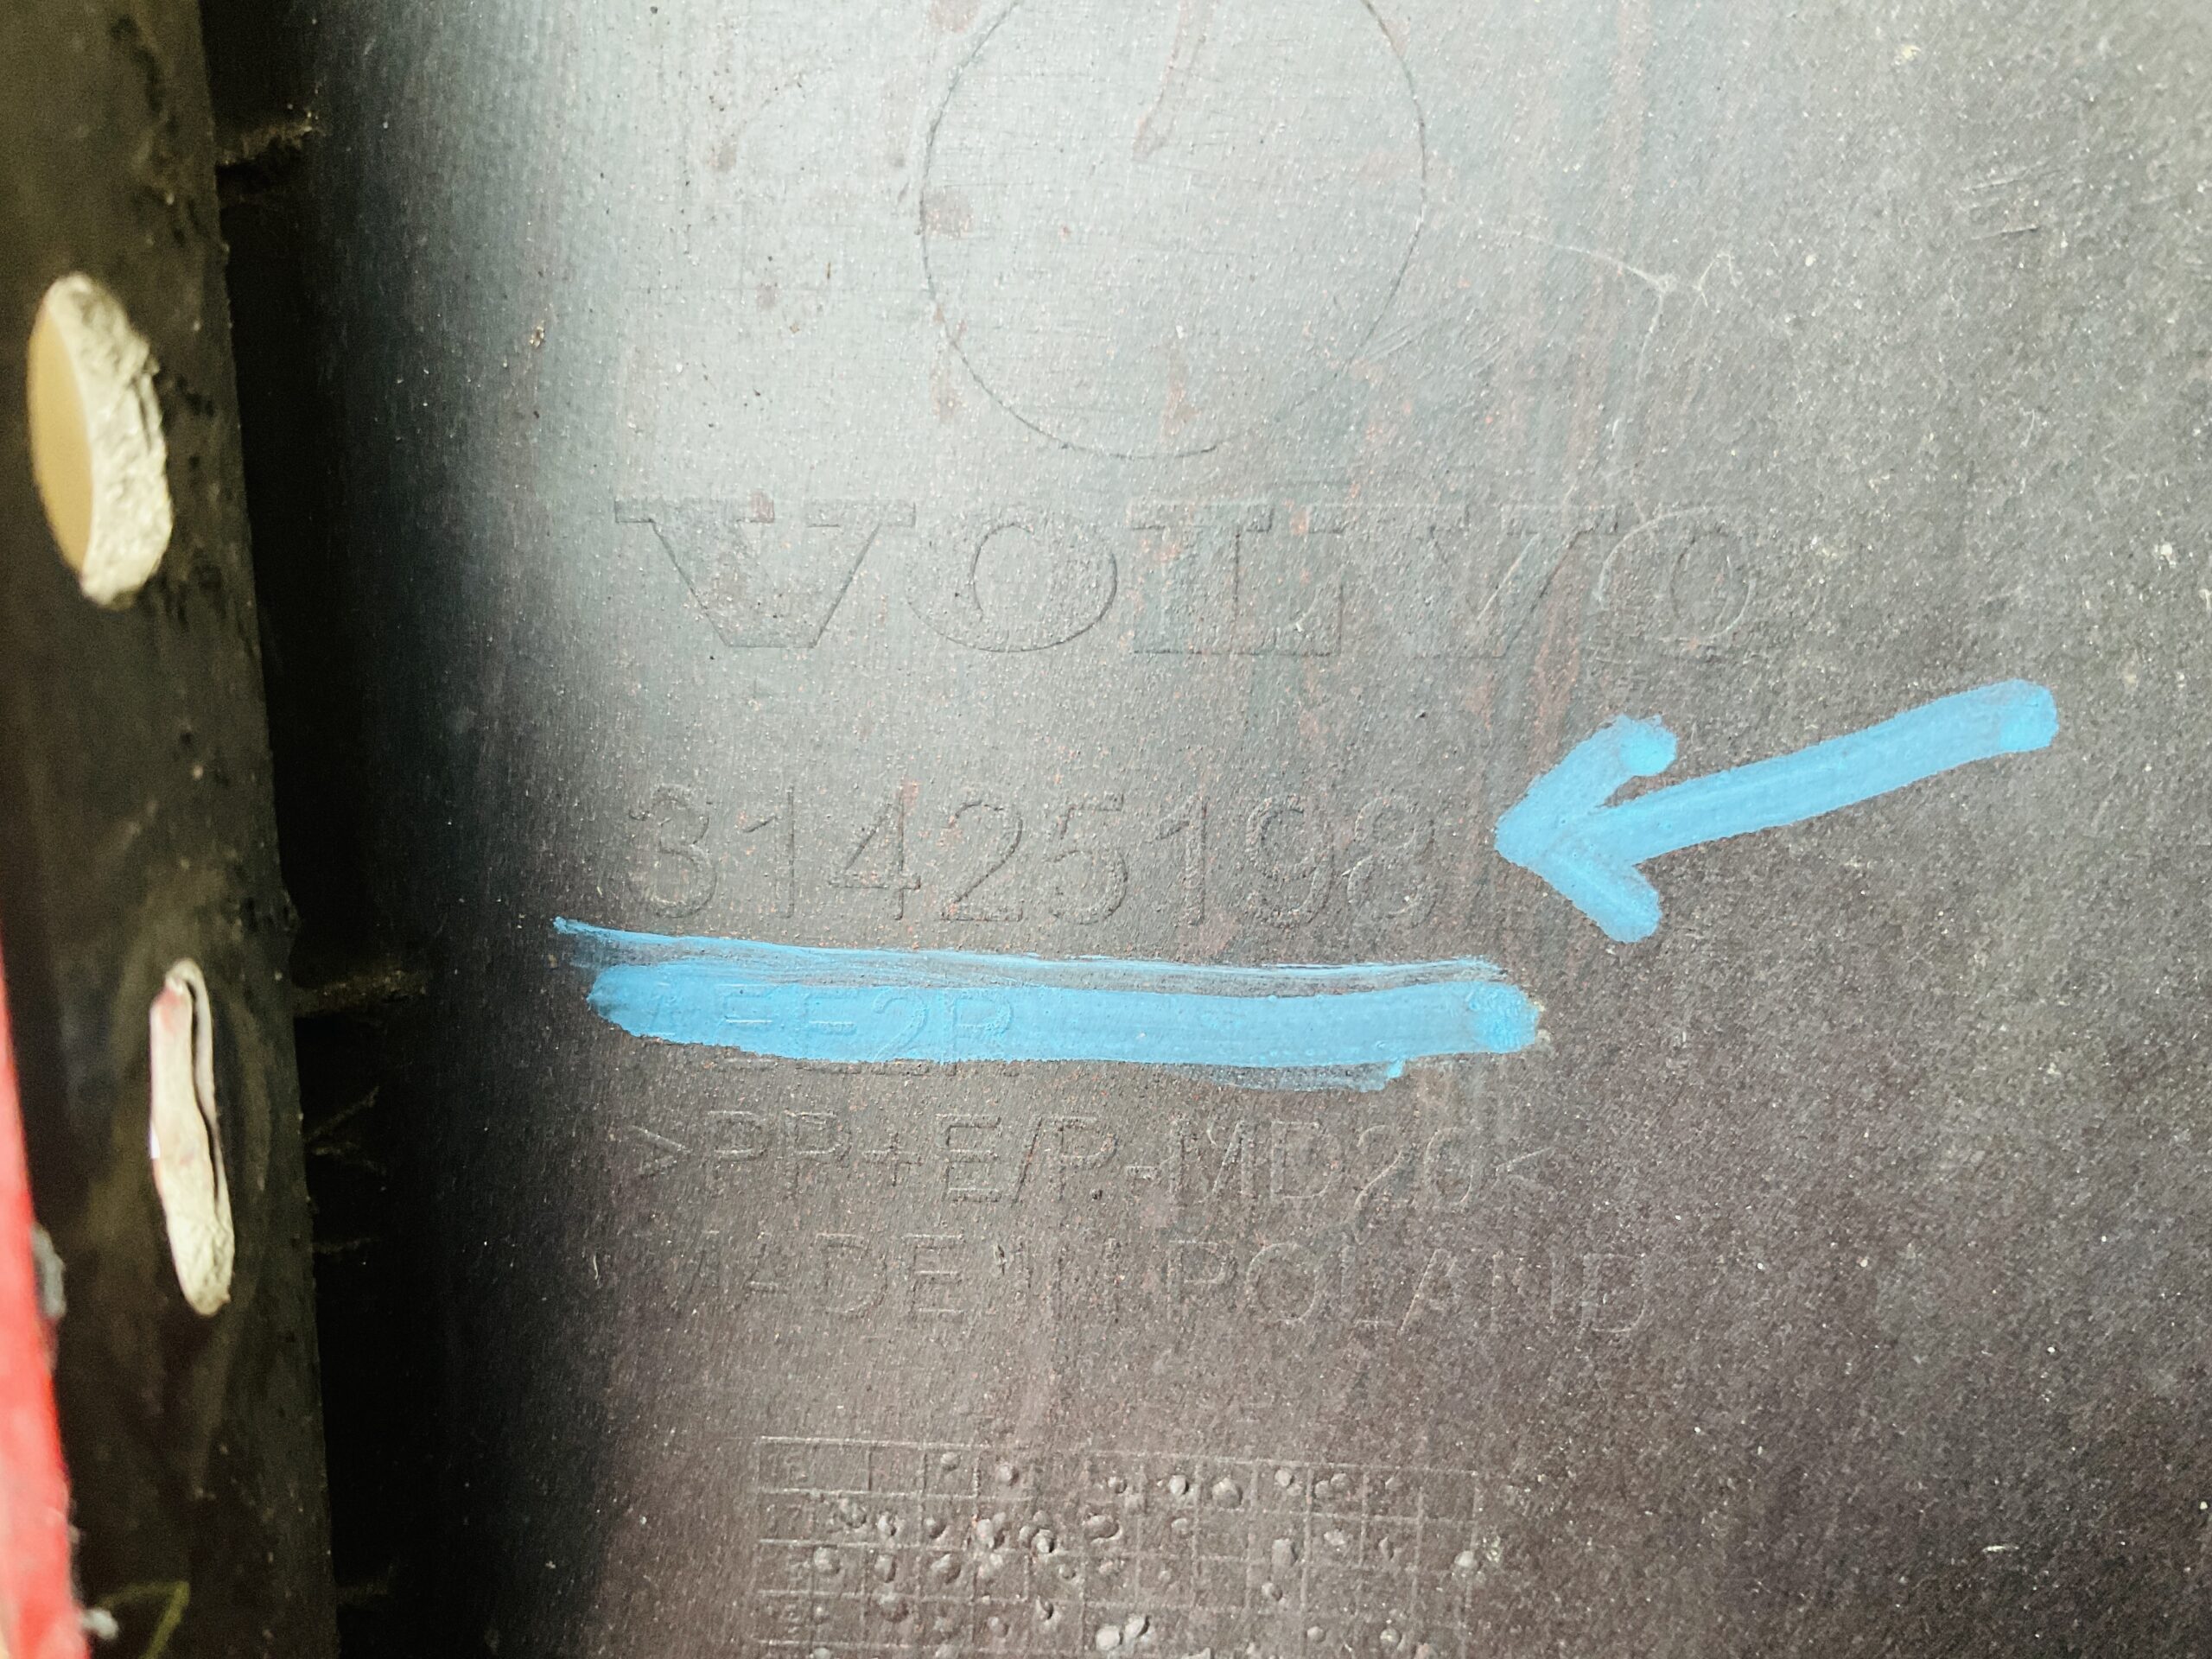 VOLVO
31425198
>PP+E/P-MD20<
MADE IN POLAND